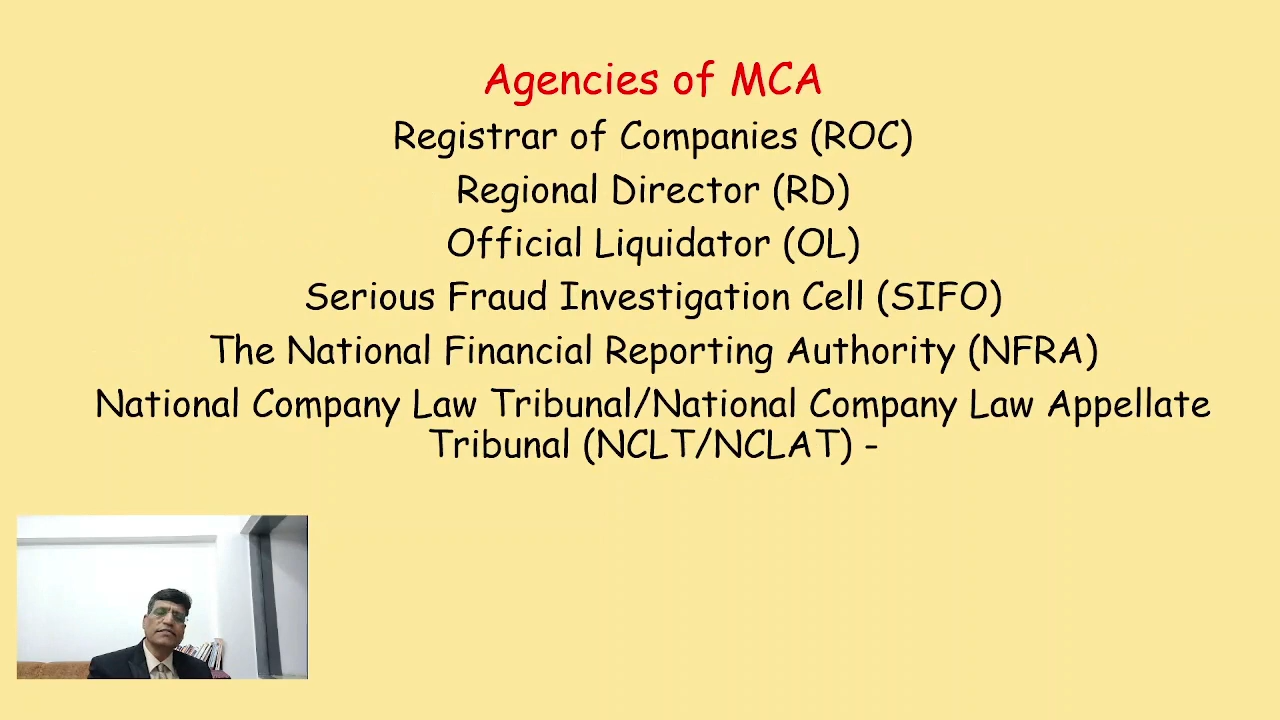 Agencies of MCA
Registrar of Companies (ROC)
Regional Director (RD)
Official Liquidator (OL)
Serious Fraud Investigation Cell (SIFO)
The National Financial Reporting Authority (NFRA)
National Company Law Tribunal/National Company Law Appellate
Tribunal (NCLT/NCLAT) -